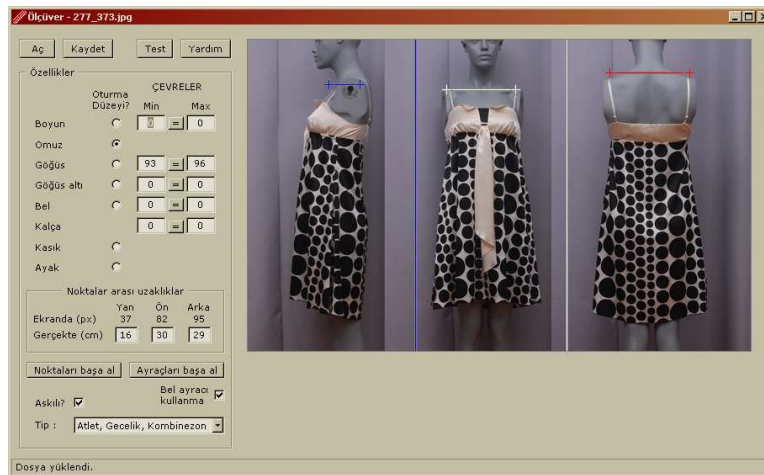 Ölçüver - 277_373.jpg
Aç Kaydet Test Yardım
Özellikler
Oturma Düzeyi?
ÇEVRELER
Min Max
Boyun 0 = 0
Omuz
Göğüs 93 = 96
Göğüs altı 0 = 0
Bel 0 = 0
Kalça 0 = 0
Kasık
Ayak
Noktalar arası uzaklıklar
Yan Ön Arka
Ekranda (px) 37 82 95
Gerçekte (cm) 16 30 29
Noktaları başa al Ayraçları başa al
Askılı? Bel ayracı kullanma
Tip : Atlet, Gecelik, Kombinezon
Dosya yüklendi.